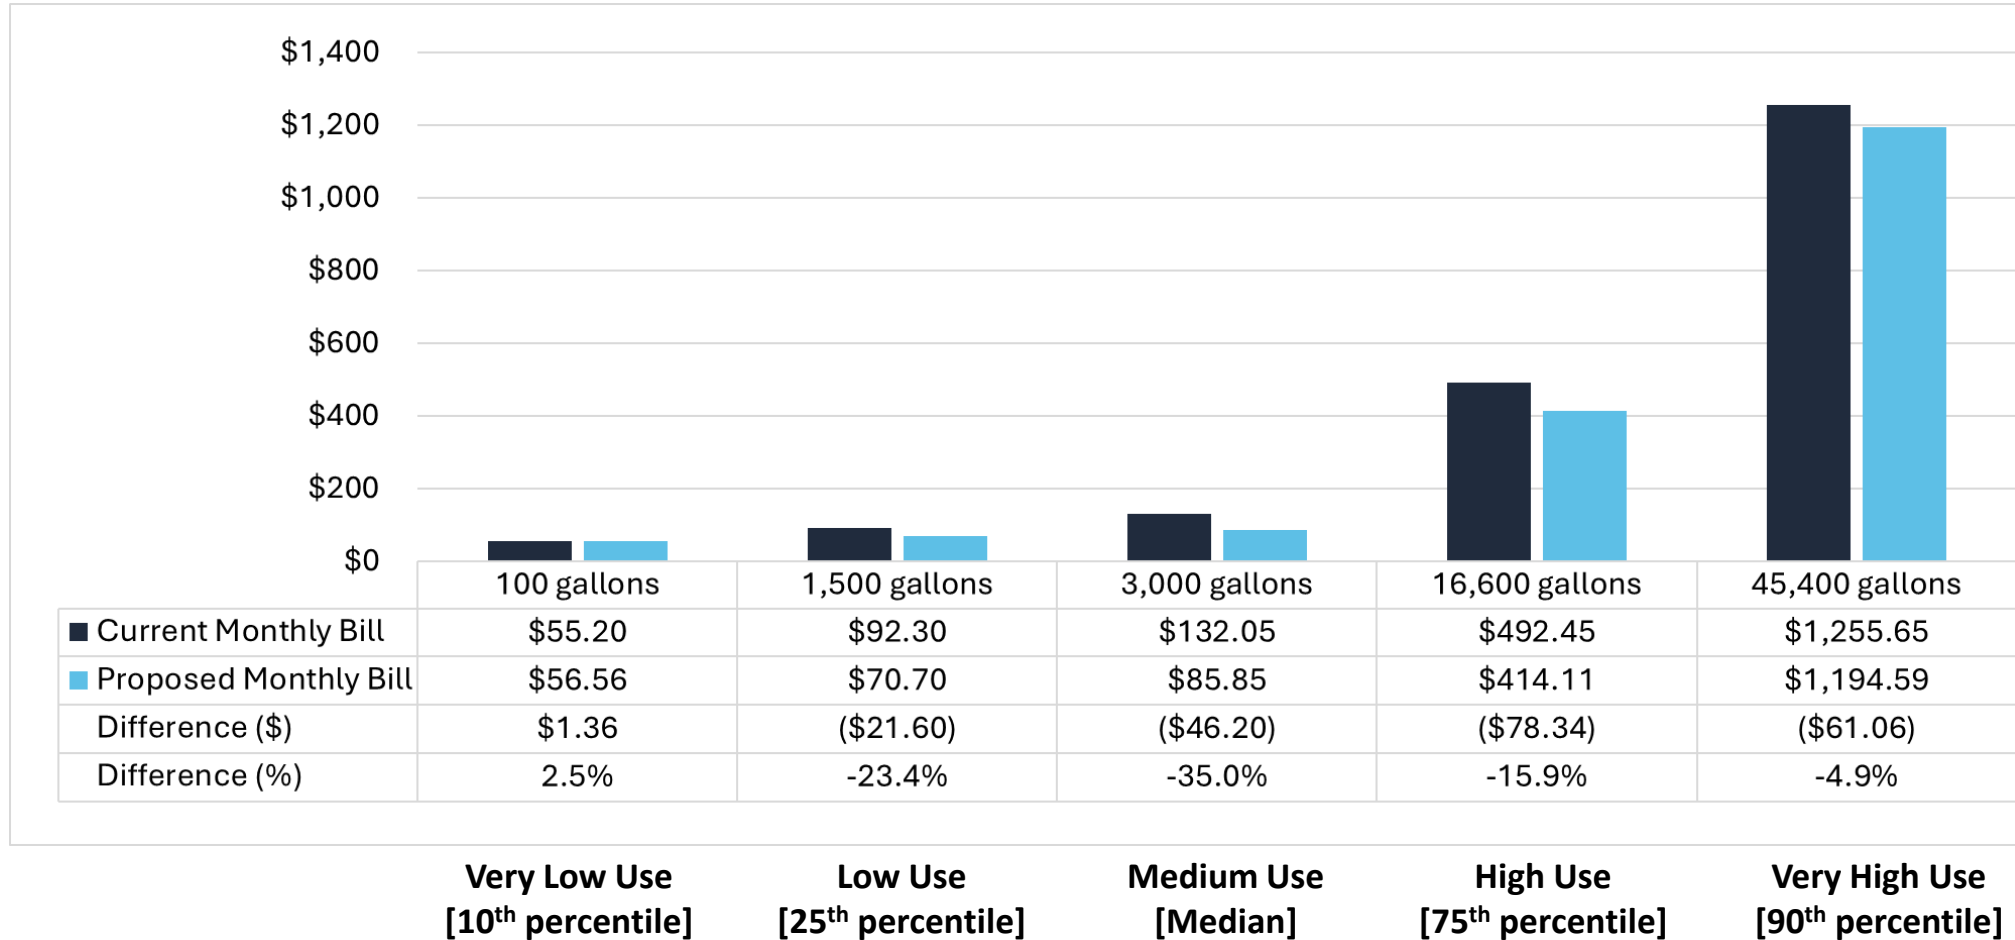 $1,400
$1,200
$1,000
$800
$600
$400
$200
$0
100 gallons 1,500 gallons 3,000 gallons 16,600 gallons 45,400 gallons
Current Monthly Bill $55.20 $92.30 $132.05 $492.45 $1,255.65
Proposed Monthly Bill $56.56 $70.70 $85.85 $414.11 $1,194.59
Difference ($) $1.36 ($21.60) ($46.20) ($78.34) ($61.06)
Difference (%) 2.5% -23.4% -35.0% -15.9% -4.9%
Very Low Use Low Use Medium Use High Use Very High Use
[10th percentile] [25th percentile] [Median] [75th percentile] [90th percentile]